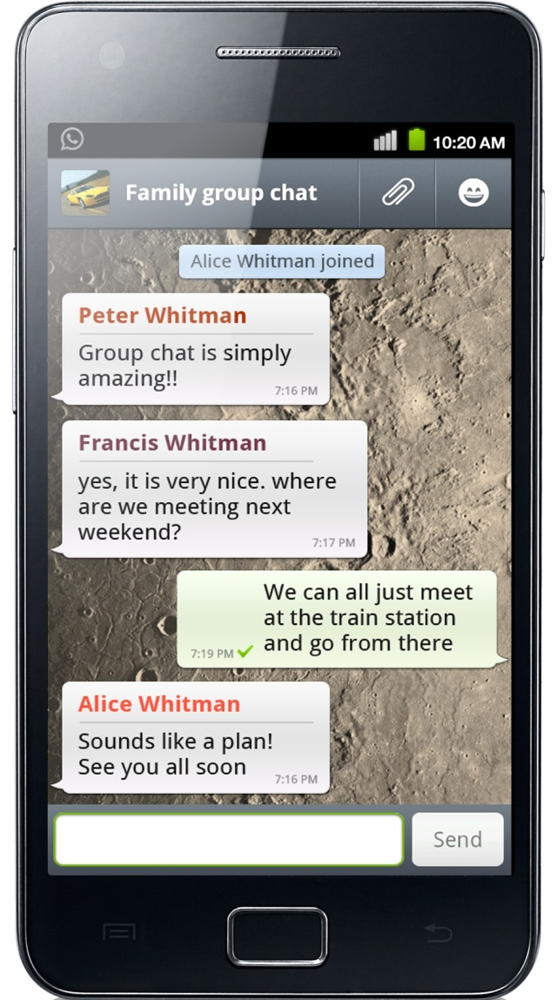 10:20 AM
Family group chat
Alice Whitman joined
Peter Whitman
Group chat is simply
amazing!!
7:16 PM
Francis Whitman
yes, it is very nice. where
are we meeting next
weekend?
7:17 PM
We can all just meet
at the train station
and go from there
7:19 PM
Alice Whitman
Sounds like a plan!
See you all soon
7:16 PM
Send